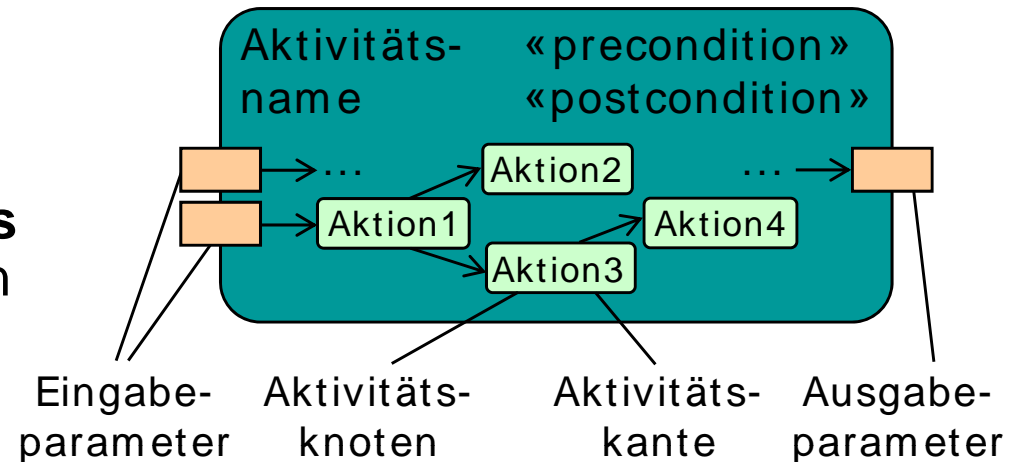 Aktivitäts- «precondition»
name «postcondition»
... Aktion2 ...
s
Aktion1 Aktion4
n
Aktion3
Eingabe- Aktivitäts- Aktivitäts- Ausgabe-
parameter knoten kante parameter